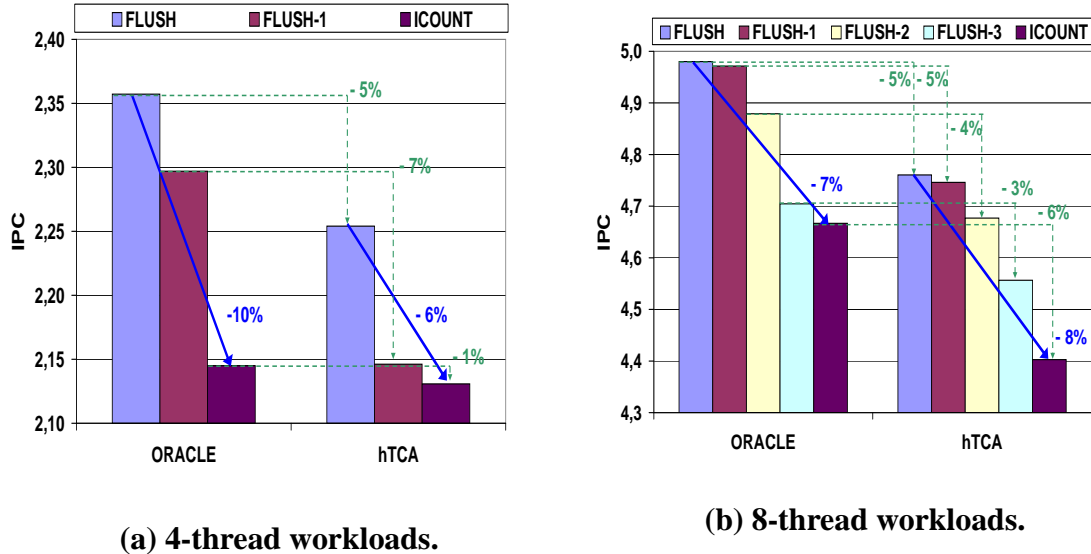 FLUSH FLUSH-1 ICOUNT
2,40
2,35
2,30
2,25
2,20
2,15
2,10
IPC
- 5%
- 7%
-10%
- 6%
- 1%
ORACLE hTCA
(a) 4-thread workloads.
FLUSH FLUSH-1 FLUSH-2 FLUSH-3 ICOUNT
5,0
4,9
4,8
4,7
4,6
4,5
4,4
4,3
IPC
- 5% - 5%
- 4%
- 7%
- 3%
- 6%
- 8%
ORACLE hTCA
(b) 8-thread workloads.